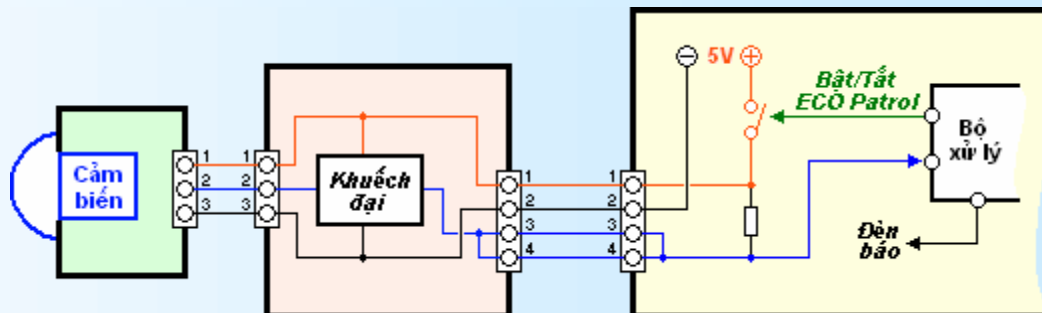 Cảm
biến
1
2
3
1
2
3
Khuếch
đại
1
2
3
4
1
2
3
4
5V
Bật/Tắt
ECO Patrol
Bộ
xử lý
Đèn
báo